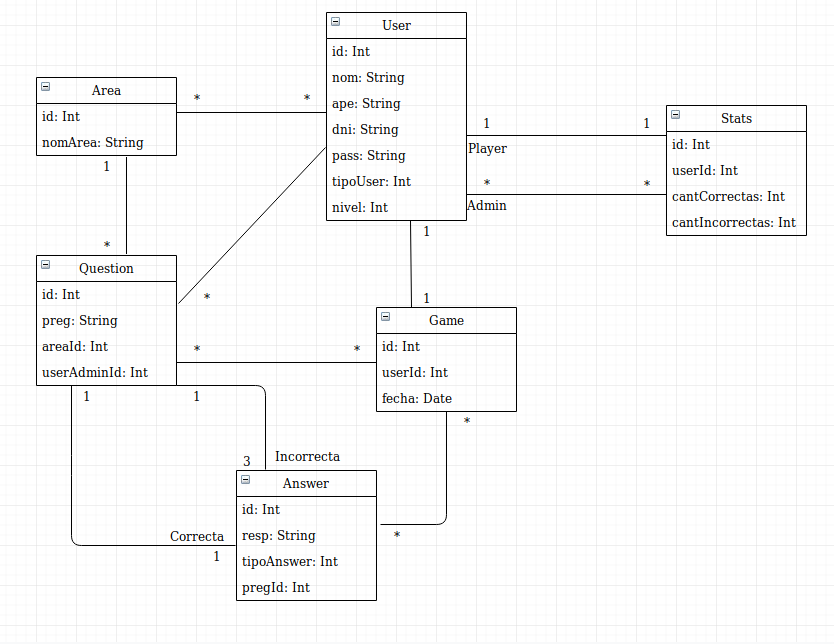 User
id: Int
nom: String
ape: String
dni: String
pass: String
tipoUser: Int
nivel: Int
Area
id: Int
nomArea: String
* *
1 1
Player
* *
Admin
Stats
id: Int
userId: Int
cantCorrectas: Int
cantIncorrectas: Int
1
*
*
1
1
Question
id: Int
preg: String
areaId: Int
userAdminId: Int
* *
Game
id: Int
userId: Int
fecha: Date
1 1
*
3 Incorrecta
Correcta
1
*
Answer
id: Int
resp: String
tipoAnswer: Int
pregId: Int